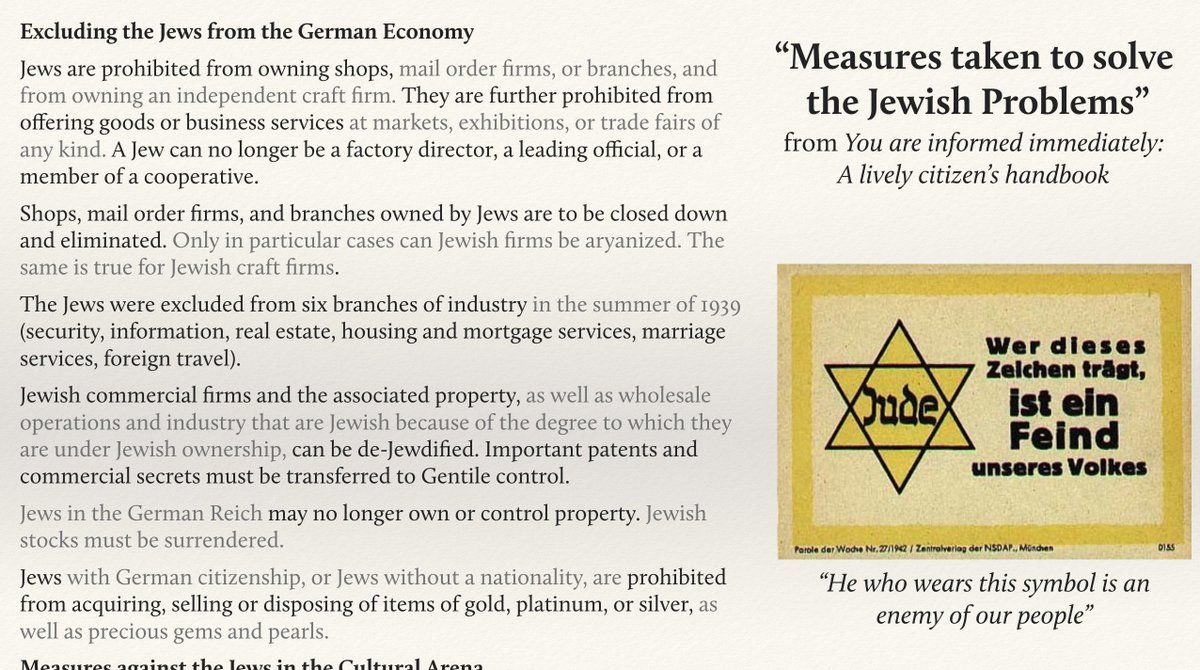 Excluding the Jews from the German Economy
Jews are prohibited from owning shops, mail order firms, or branches, and
from owning an independent craft firm. They are further prohibited from
offering goods or business services at markets, exhibitions, or trade fairs of
any kind. A Jew can no longer be a factory director, a leading official, or a
member of a cooperative.
Shops, mail order firms, and branches owned by Jews are to be closed down
and eliminated. Only in particular cases can Jewish firms be aryanized. The
same is true for Jewish craft firms.
The Jews were excluded from six branches of industry in the summer of 1939
(security, information, real estate, housing and mortgage services, marriage
services, foreign travel).
Jewish commercial firms and the associated property, as well as wholesale
operations and industry that are Jewish because of the degree to which they
are under Jewish ownership, can be de-Jewdified. Important patents and
commercial secrets must be transferred to Gentile control.
Jews in the German Reich may no longer own or control property. Jewish
stocks must be surrendered.
Jews with German citizenship, or Jews without a nationality, are prohibited
from acquiring, selling or disposing of items of gold, platinum, or silver, as
well as precious gems and pearls.
Measures against the Jews in the Cultural Arena
“Measures taken to solve
the Jewish Problems”
from You are informed immediately:
A lively citizen’s handbook
Jude
Wer dieses
Zeichen trägt,
ist ein
Feind
unseres Volkes
Parole der Woche Nr. 27/1942 / Zentralverlag der NSDAP., München
0155
“He who wears this symbol is an
enemy of our people”